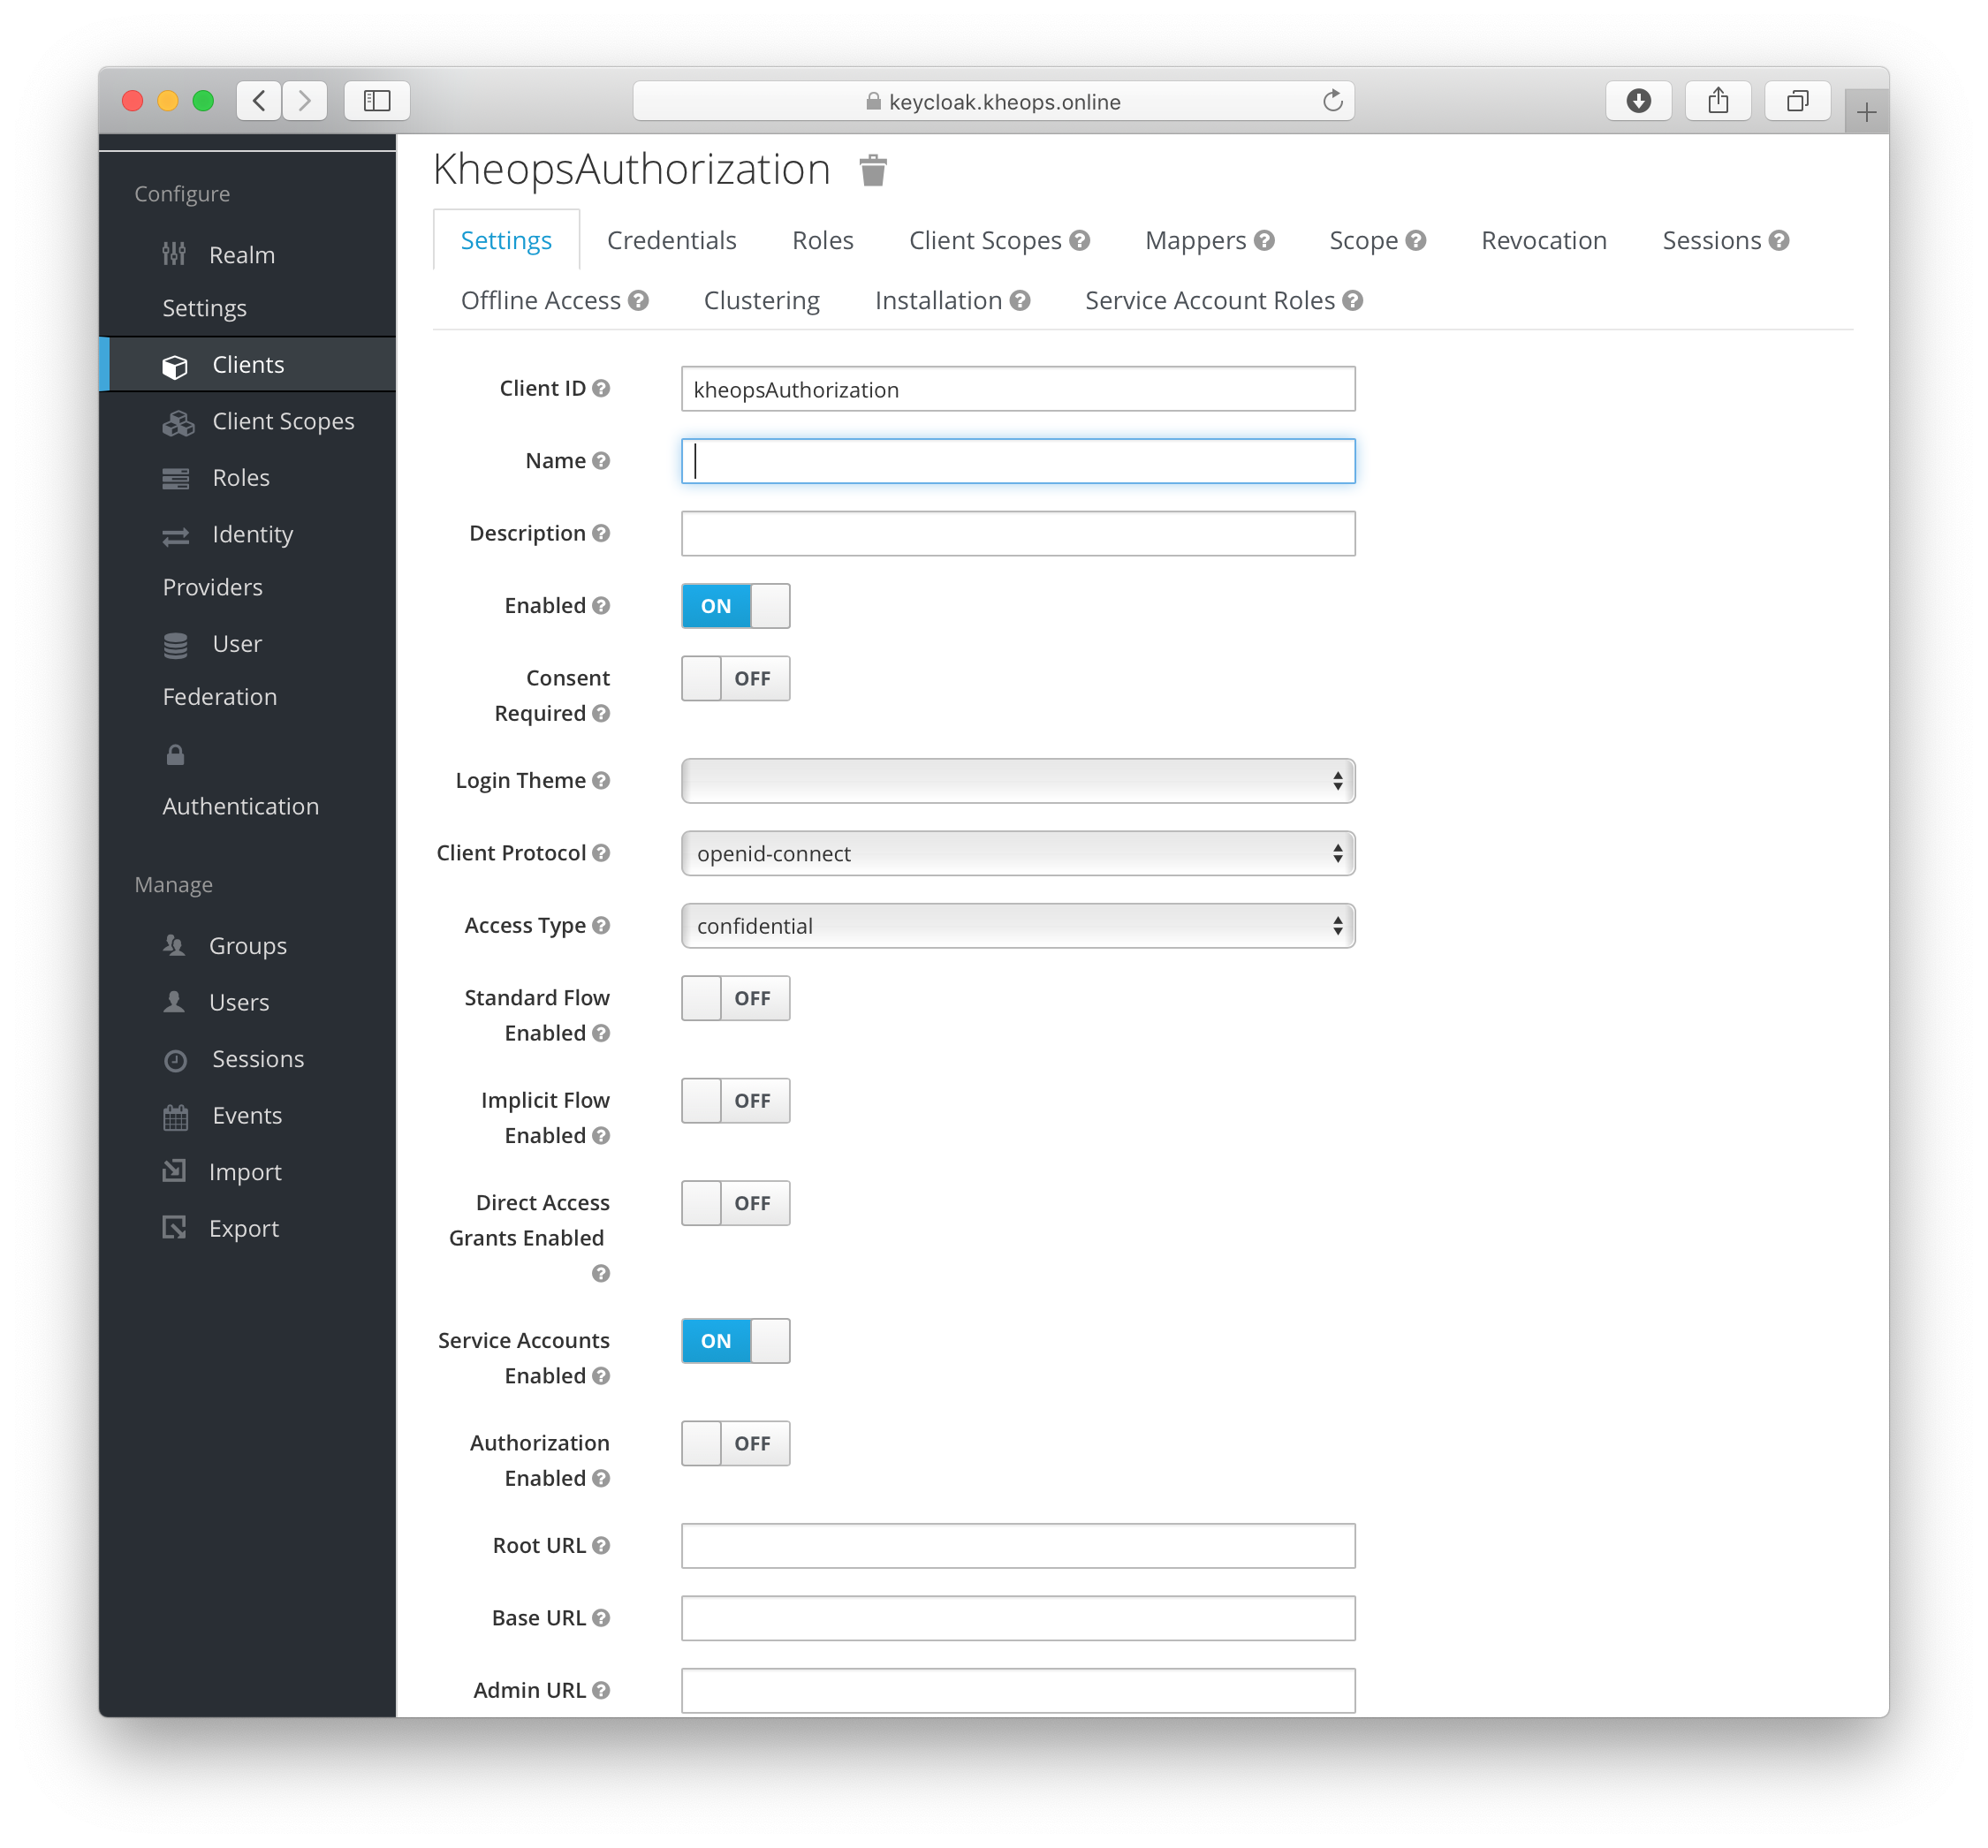 keycloak.kheops.online
Configure
Realm
Settings
Clients
Client Scopes
Roles
Identity
Providers
User
Federation
Authentication
Manage
Groups
Users
Sessions
Events
Import
Export
KheopsAuthorization
Settings Credentials Roles Client Scopes Mappers Scope Revocation Sessions
Offline Access Clustering Installation Service Account Roles
Client ID kheopsAuthorization
Name
Description
Enabled ON
Consent OFF
Required
Login Theme
Client Protocol openid-connect
Access Type confidential
Standard Flow OFF
Enabled
Implicit Flow OFF
Enabled
Direct Access OFF
Grants Enabled
Service Accounts ON
Enabled
Authorization OFF
Enabled
Root URL
Base URL
Admin URL